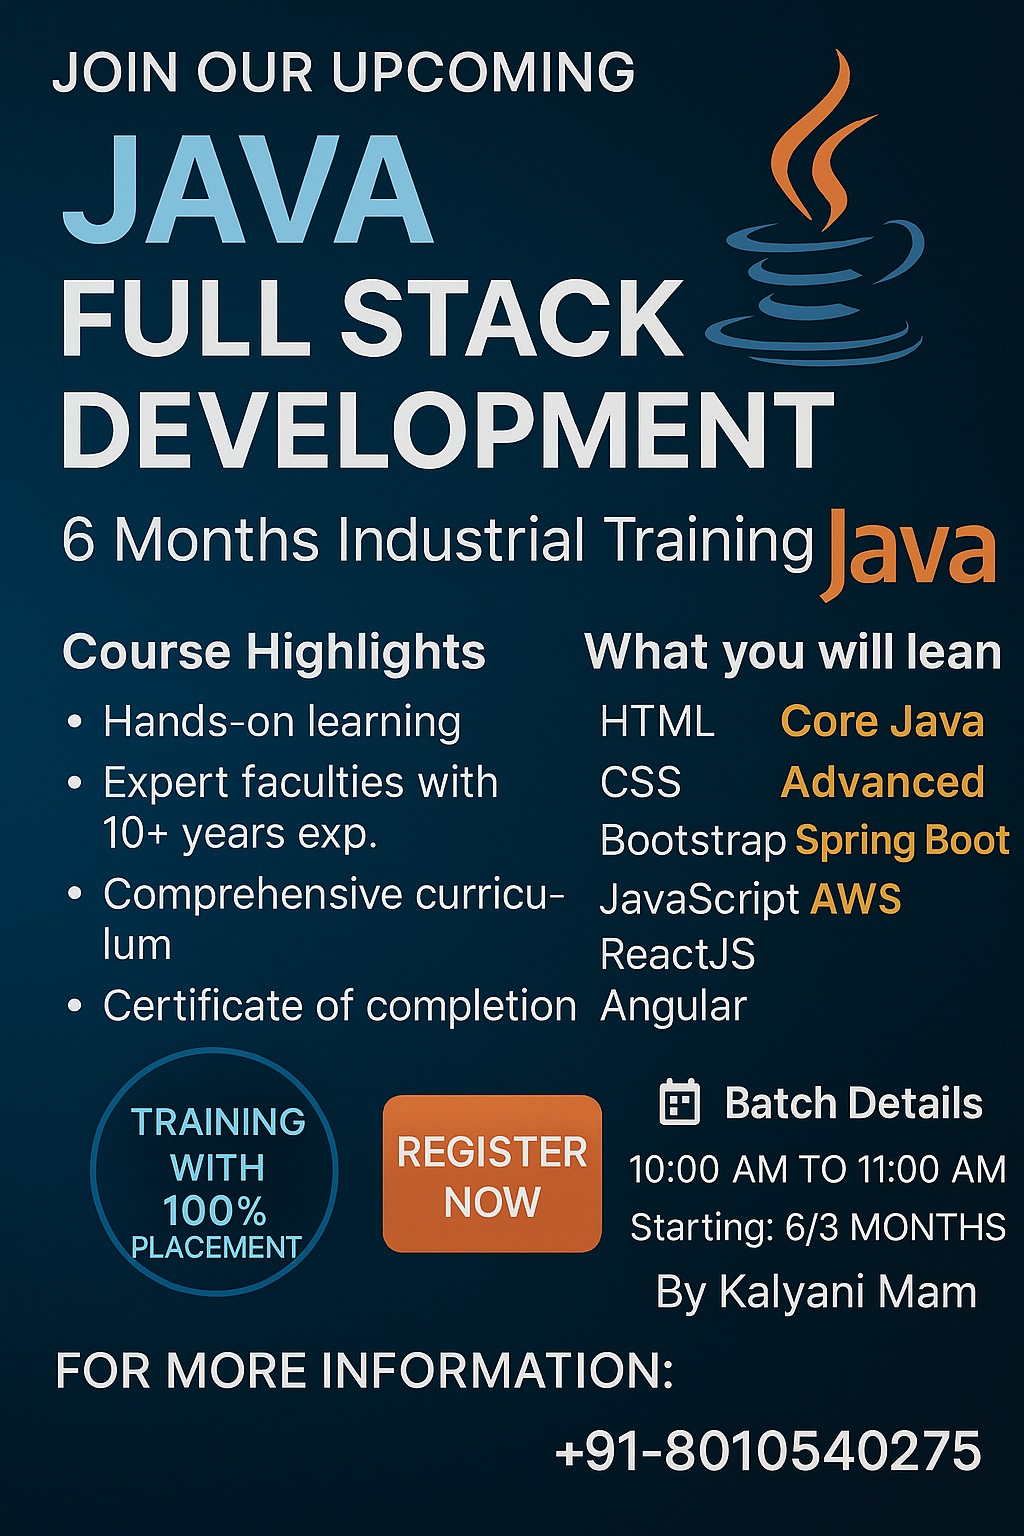 JOIN OUR UPCOMING
JAVA
FULL STACK
DEVELOPMENT
6 Months Industrial Training
Java
Course Highlights
• Hands-on learning
• Expert faculties with
10+ years exp.
• Comprehensive curricu-
lum
• Certificate of completion
What you will lean
HTML Core Java
CSS Advanced
Bootstrap Spring Boot
JavaScript AWS
ReactJS
Angular
TRAINING
WITH
100%
PLACEMENT
REGISTER
NOW
Batch Details
10:00 AM TO 11:00 AM
Starting: 6/3 MONTHS
By Kalyani Mam
FOR MORE INFORMATION:
+91-8010540275